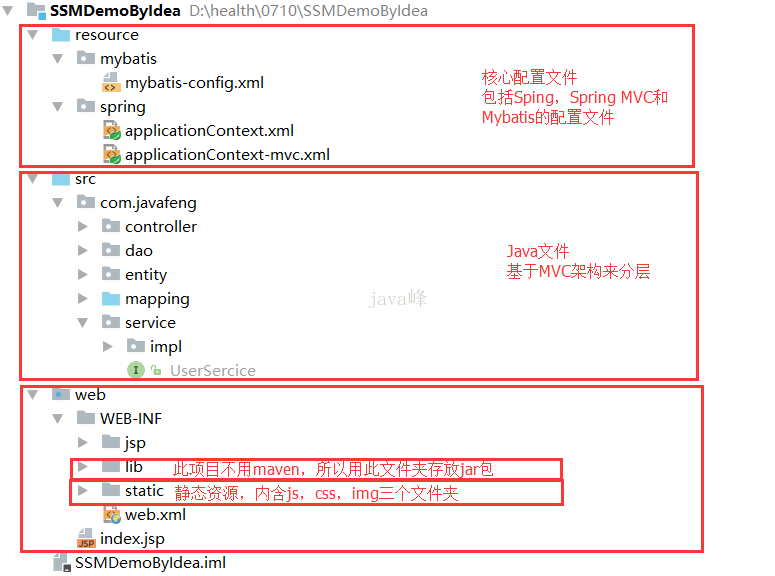 SSMDemoByIdea D:\health\0710\SSMDemoByIdea
resource
mybatis
mybatis-config.xml
spring
applicationContext.xml
applicationContext-mvc.xml
核心配置文件
包括Sping，Spring MVC和
Mybatis的配置文件
src
com.javafeng
controller
dao
entity
mapping
service
impl
I UserSercice
Java文件
基于MVC架构来分层
java峰
web
WEB-INF
jsp
lib 此项目不用maven，所以用此文件夹存放jar包
static 静态资源，内含js，css，img三个文件夹
web.xml
JSP index.jsp
SSMDemoByIdea.iml